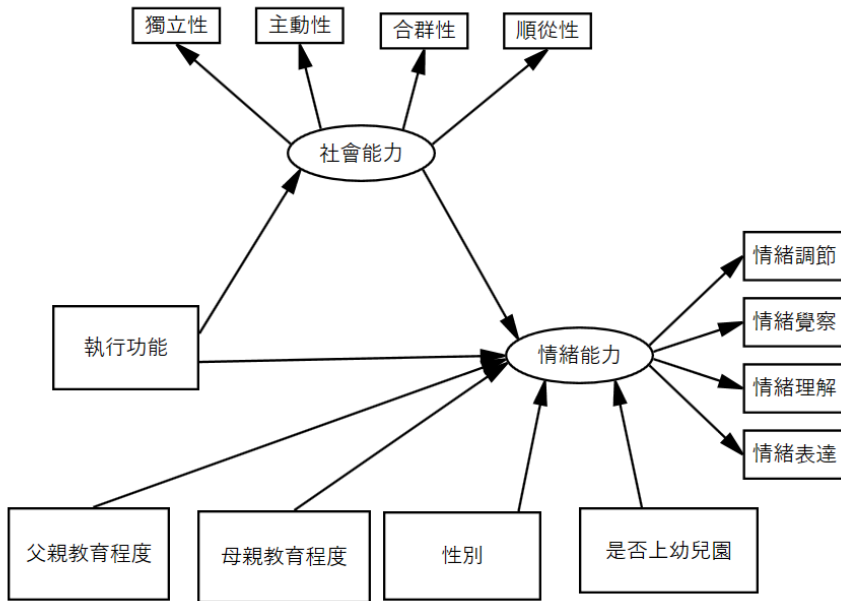 獨立性
主動性
合群性
順從性
社會能力
情緒調節
情緒覺察
執行功能
情緒能力
情緒理解
情緒表達
父親教育程度
母親教育程度
性別
是否上幼兒園